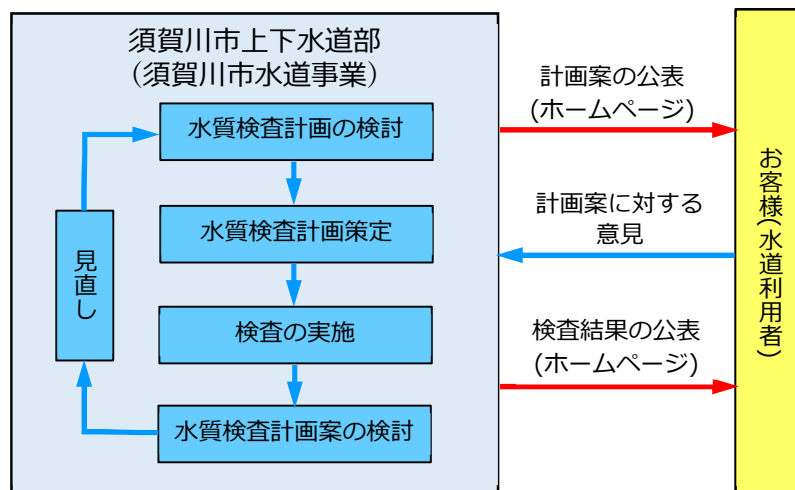 須賀川市上下水道部
（須賀川市水道事業）
水質検査計画の検討
水質検査計画策定
検査の実施
水質検査計画案の検討
見直し
計画案の公表
(ホームページ)
計画案に対する
意見
検査結果の公表
(ホームページ)
お客様(水道利用者)